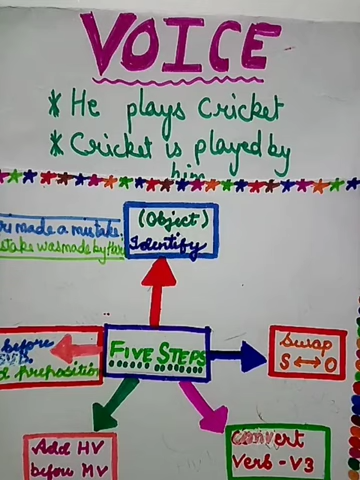 VOICE
* He plays Cricket
* Cricket is played by
him
made a mistake.
(Object)
Identify
was made by
before
preposition
FIVE STEPS
Swap
S ↔ O
Add HV
before MV
Convert
Verb - V3